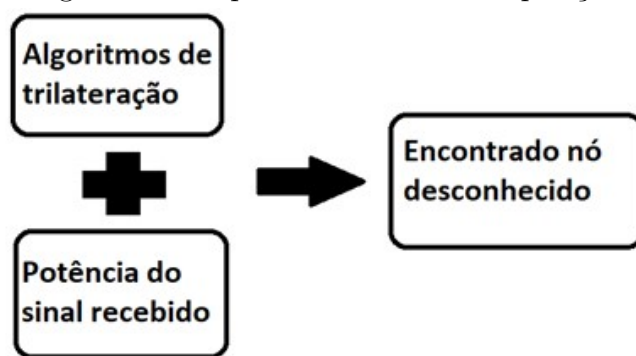 Algoritmos de
trilateração
Encontrado nó
desconhecido
Potência do
sinal recebido